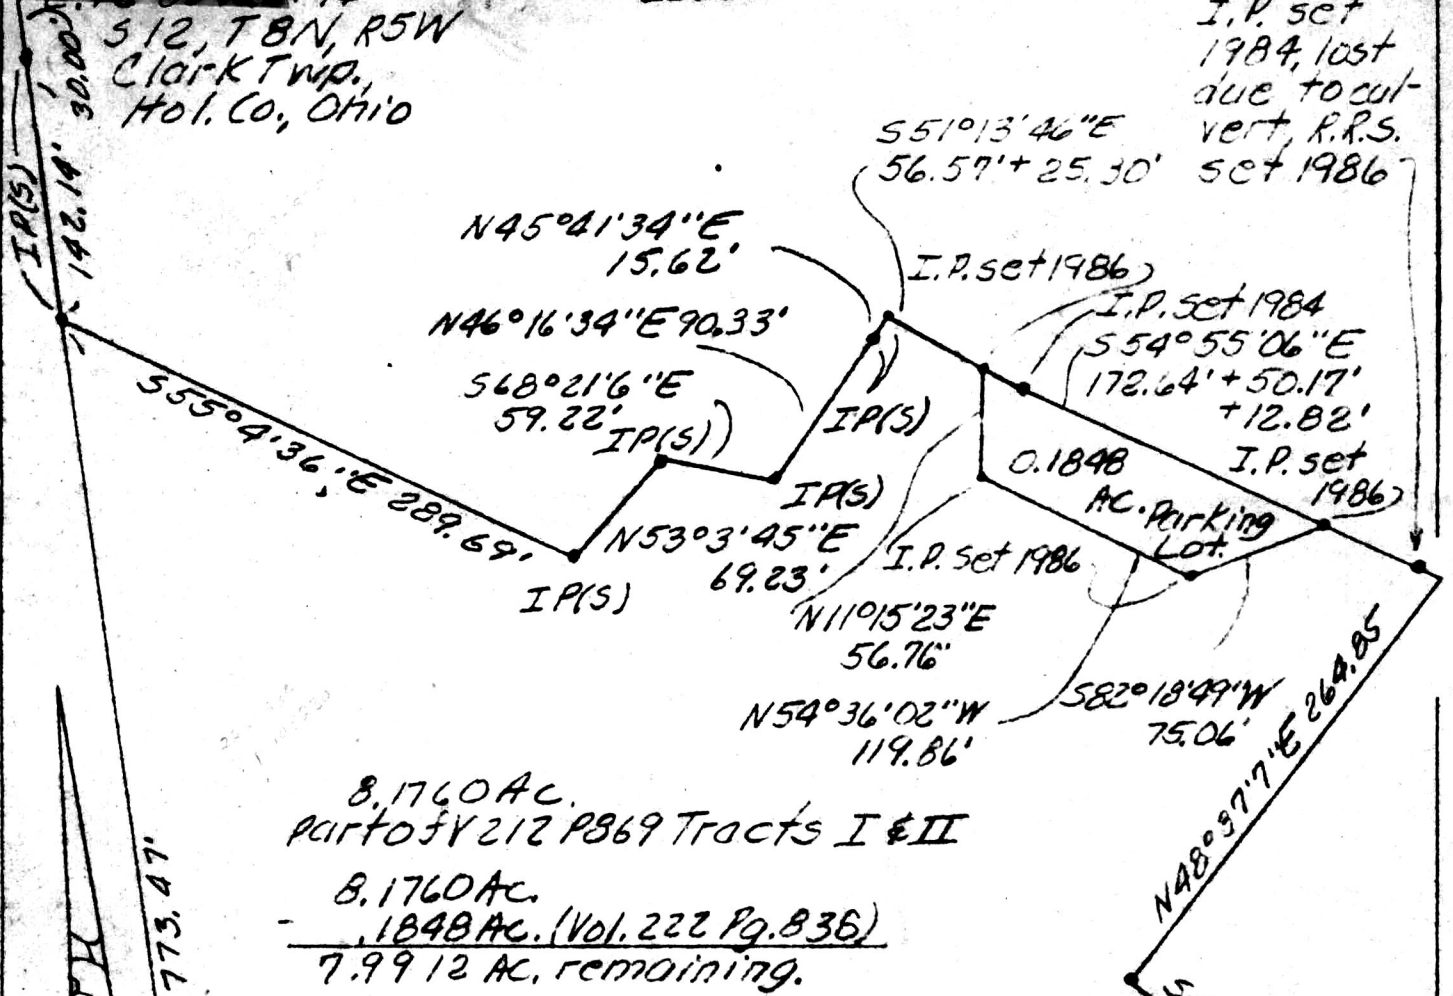 S12, T8N, R5W
Clark Twp.,
Hol. Co., Ohio
I.P. set
1984, lost
due to cul-
vert, R.R.S.
set 1986
30.00'
142.14'
IP(S)
S51°13'46"E
56.57' + 25.30'
N45°41'34"E
15.62'
I.P. set 1986
N46°16'34"E 90.33'
I.P. set 1984
S54°55'06"E
172.64' + 50.17'
+12.82'
S68°21'6"E
59.22'
IP(S)
IP(S)
S55°4'36"E 289.69'
0.1848
AC. Parking
Lot.
I.P. set
1986
IP(S)
N53°3'45"E
69.23'
I.P. set 1986
IP(S)
N11°15'23"E
56.76"
N54°36'02"W
119.86'
S82°18'49"W
75.06'
N48°37'7"E 264.85
8.1760 AC.
part of V 212 P869 Tracts I & II
8.1760 AC.
- .1848 AC. (Vol. 222 Pg. 836)
7.9912 AC. remaining.
773.47'